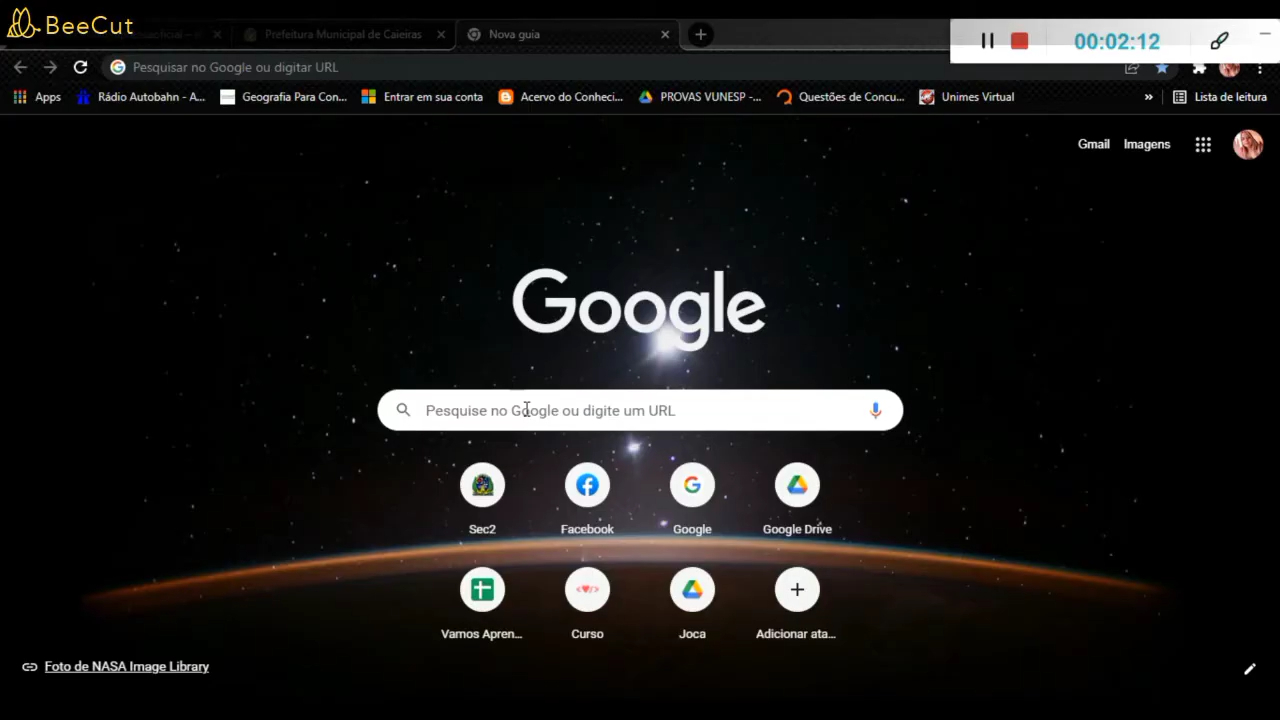 BeeCut
Prefeitura Municipal de Caieiras
Nova guia
00:02:12
Pesquisar no Google ou digitar URL
Apps
Rádio Autobahn - A...
Geografia Para Con...
Entrar em sua conta
Acervo do Conheci...
PROVAS VUNESP -...
Questões de Concu...
Unimes Virtual
»
Lista de leitura
Gmail
Imagens
Google
Pesquise no Google ou digite um URL
Sec2
Facebook
Google
Google Drive
Vamos Apren...
Curso
Joca
Adicionar ata...
Foto de NASA Image Library